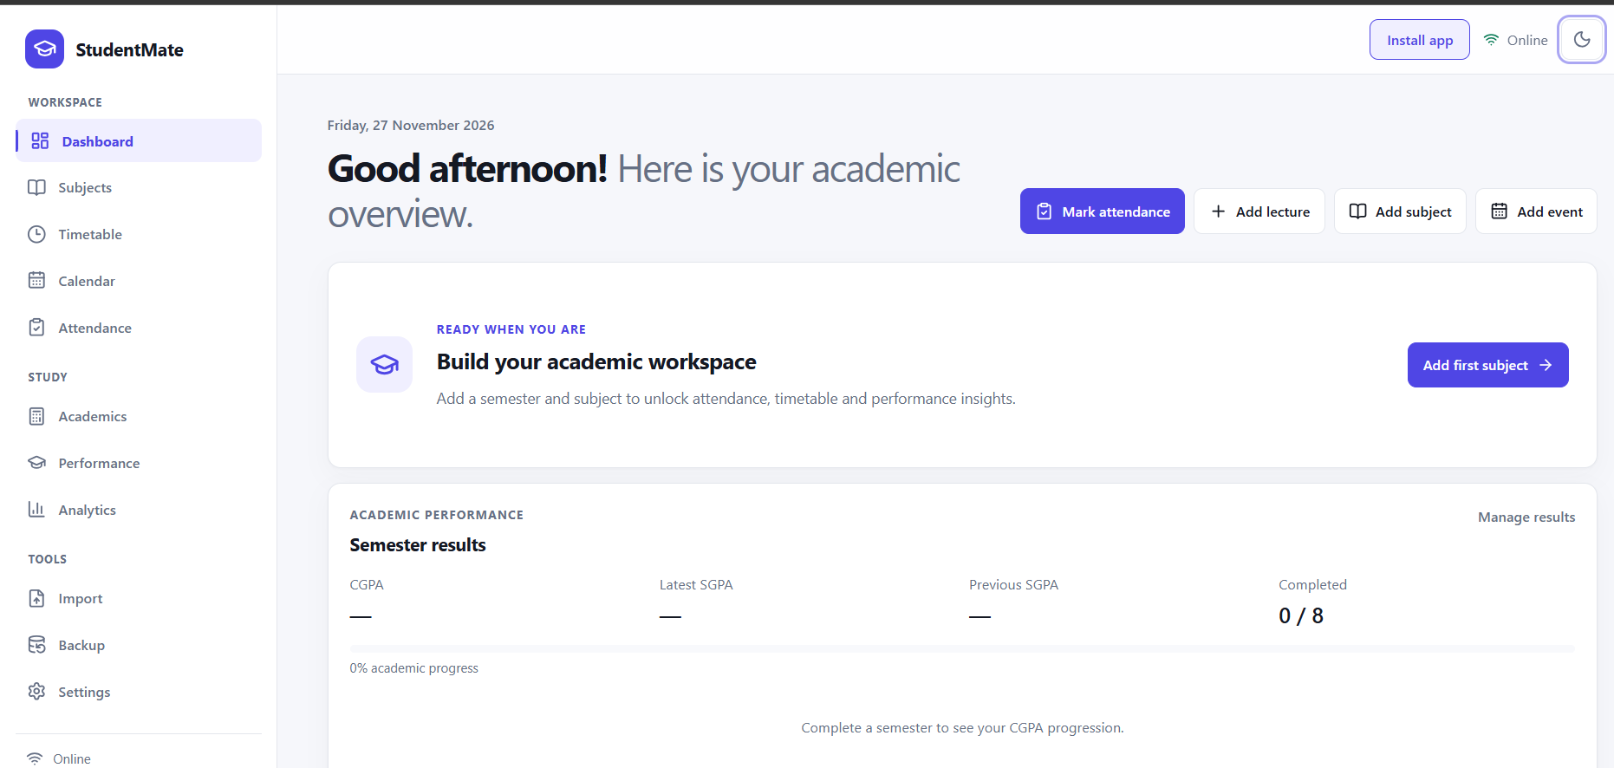 StudentMate
WORKSPACE
Dashboard
Subjects
Timetable
Calendar
Attendance
STUDY
Academics
Performance
Analytics
TOOLS
Import
Backup
Settings
Online
Install app
Online
Friday, 27 November 2026
Good afternoon! Here is your academic
overview.
Mark attendance
Add lecture
Add subject
Add event
READY WHEN YOU ARE
Build your academic workspace
Add a semester and subject to unlock attendance, timetable and performance insights.
Add first subject
ACADEMIC PERFORMANCE
Manage results
Semester results
CGPA
—
Latest SGPA
—
Previous SGPA
—
Completed
0 / 8
0% academic progress
Complete a semester to see your CGPA progression.